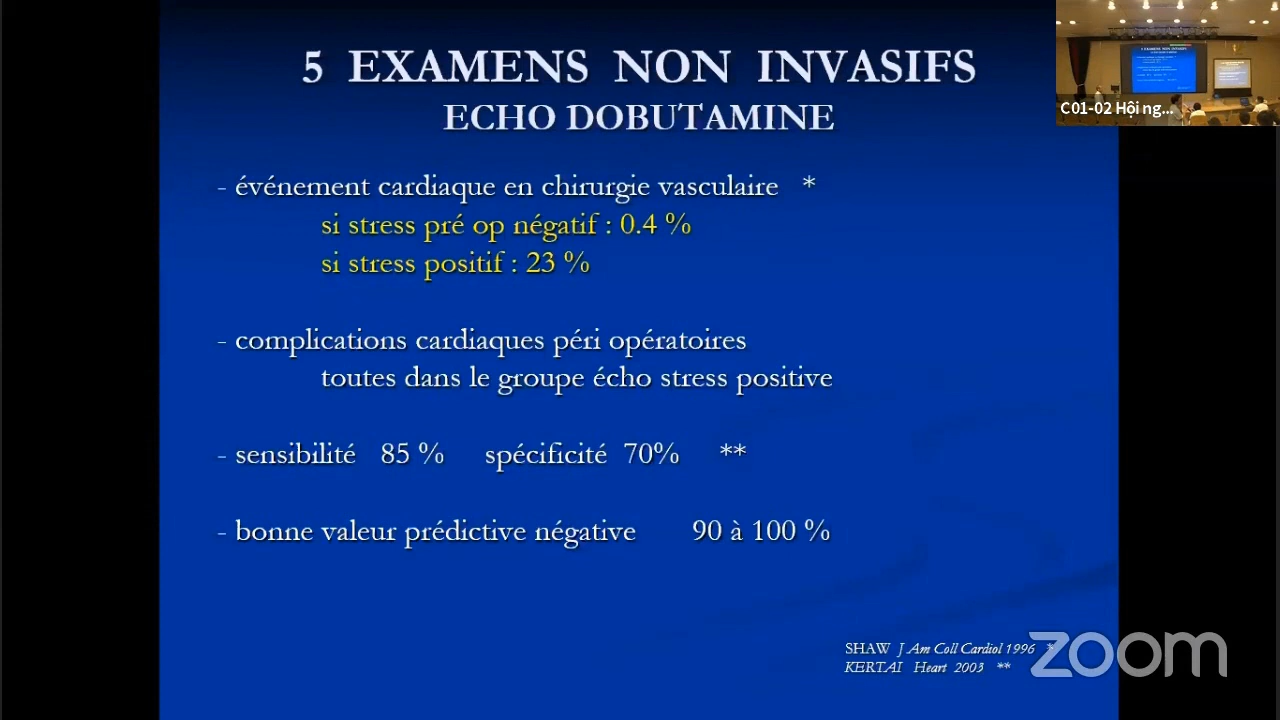 5 EXAMENS NON INVASIFS
ECHO DOBUTAMINE
- événement cardiaque en chirurgie vasculaire *
si stress pré op négatif : 0.4 %
si stress positif : 23 %
- complications cardiaques péri opératoires
toutes dans le groupe écho stress positive
- sensibilité 85 % spécificité 70% **
- bonne valeur prédictive négative 90 à 100 %
SHAW J Am Coll Cardiol 1996 *
KERTAI Heart 2003 **
zoom
C01-02 Hội ng...